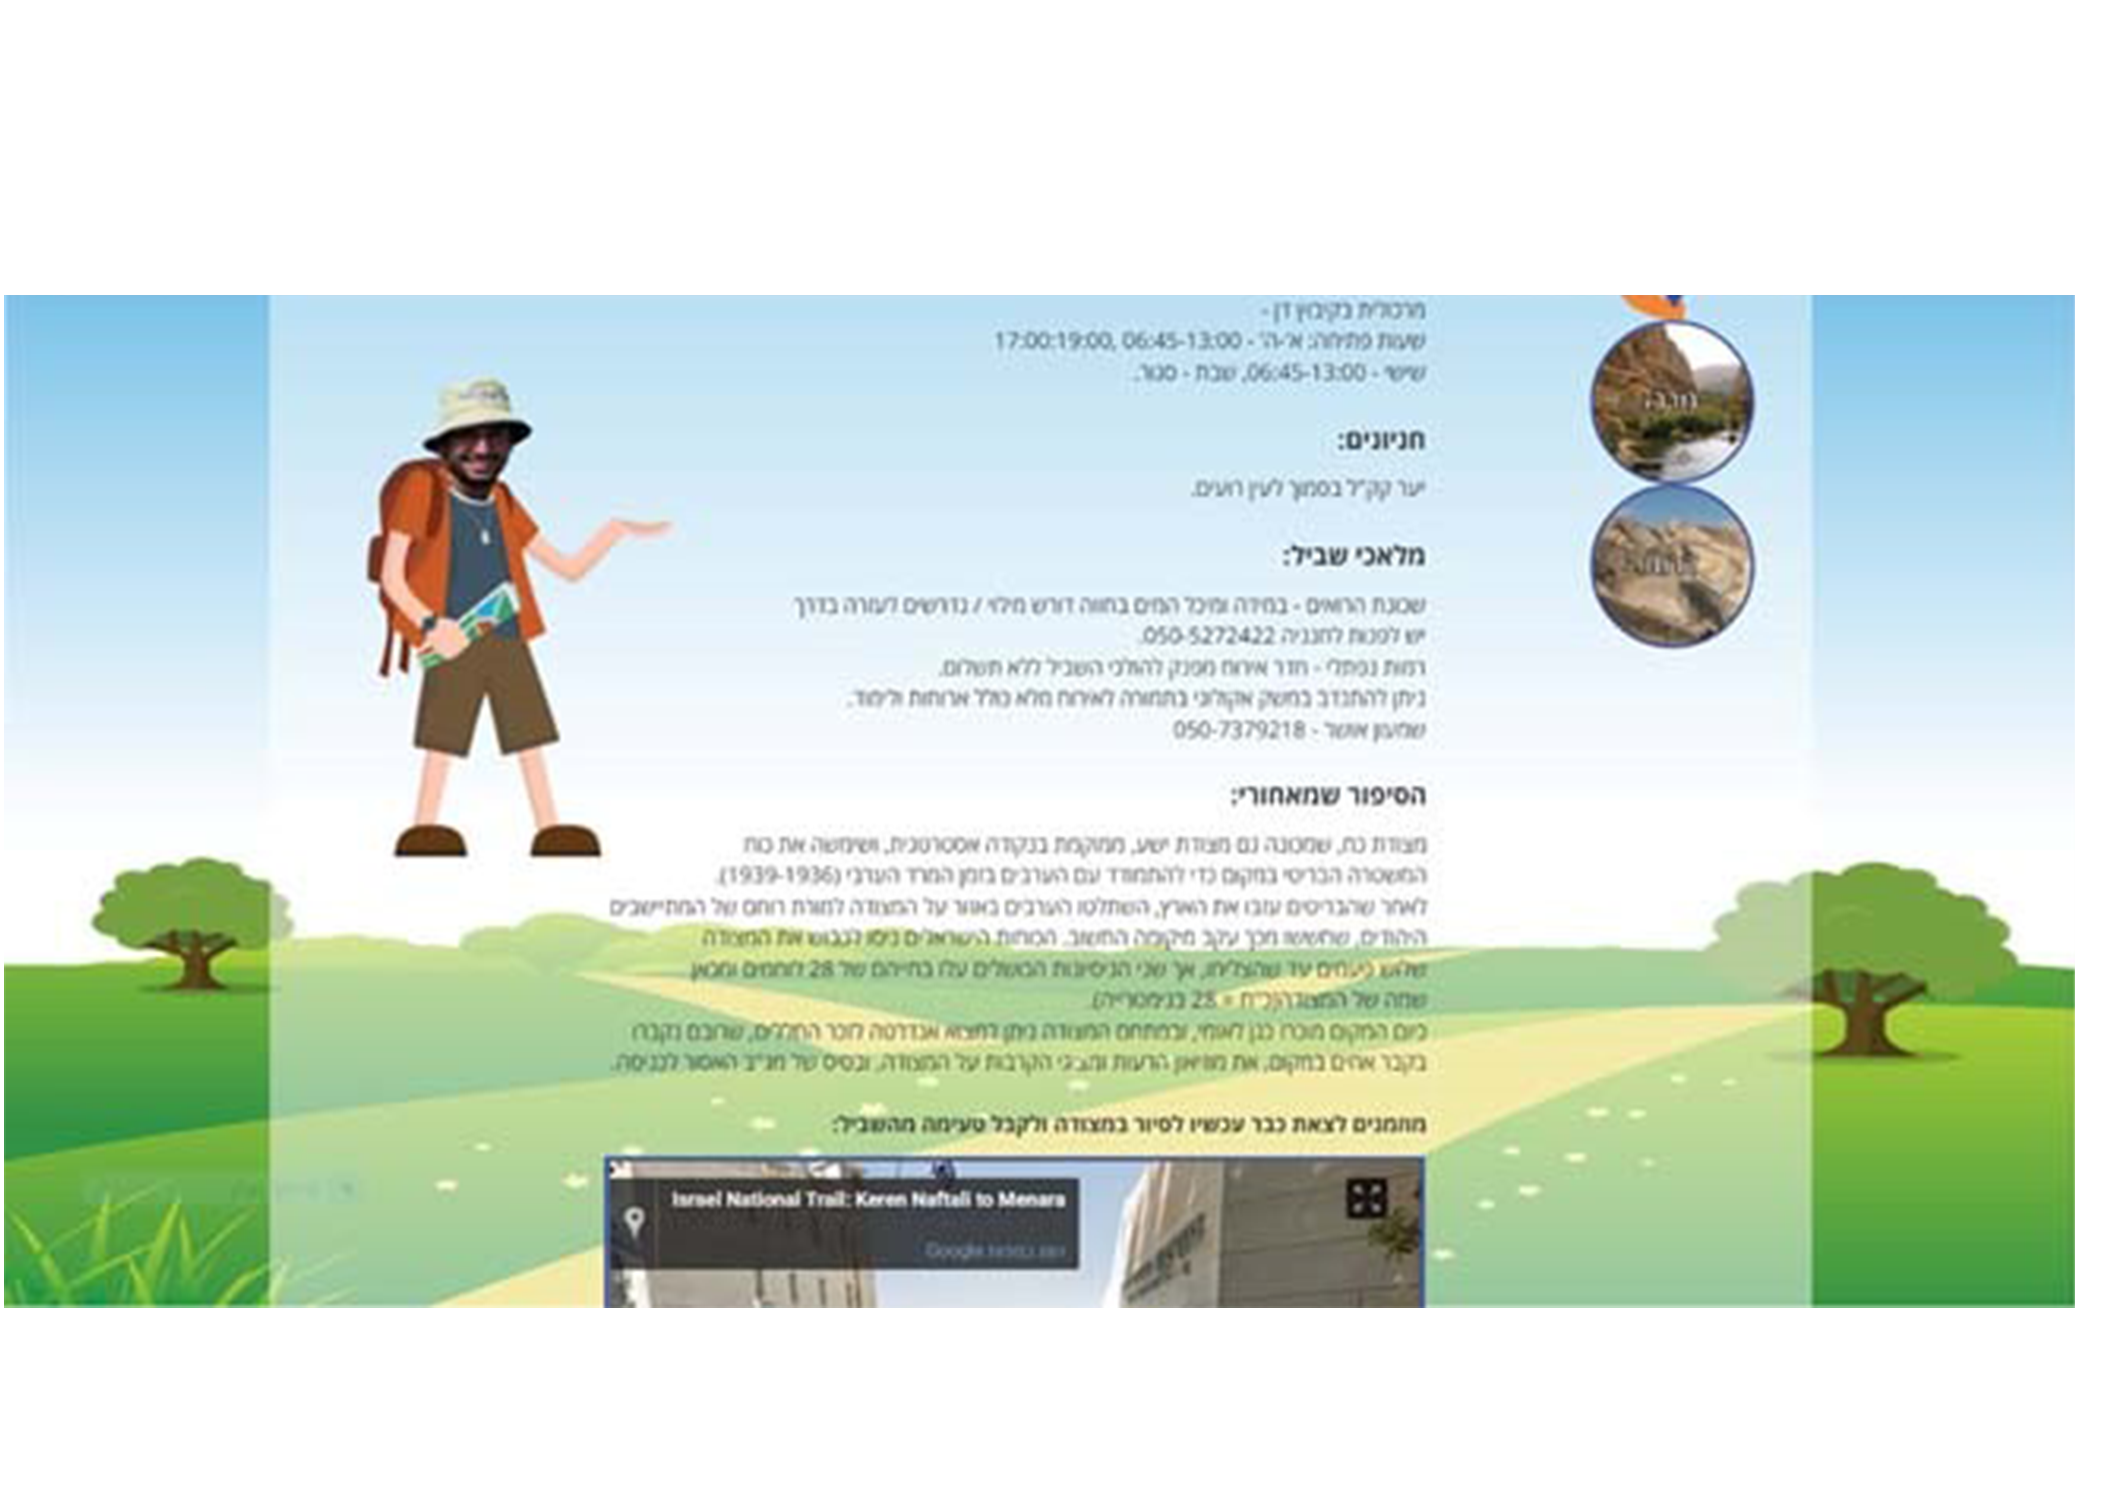 מרכולית בקיבוץ דן -
שעות פתיחה: א'-ה' - 06:45-13:00 ,17:00:19:00
שישי - 06:45-13:00, שבת - סגור.
חניונים:
יער קק"ל בסמוך לעין רועים.
מלאכי שביל:
שכונת הרואים - במידה ומיכל המים בחווה דורש מילוי / נדרשים לעזרה בדרך
יש לפנות לחנניה 050-5272422.
רמות נפתלי - חדר אירוח מפנק להולכי השביל ללא תשלום.
ניתן להתנדב במשק אקולוגי בתמורה לאירוח מלא כולל ארוחות ולימוד.
שמעון אושר - 050-7379218
הסיפור שמאחורי:
מצודת כח, שמכונה גם מצודת ישע, ממוקמת בנקודה אסטרטגית, ושימשה את כוח
המשטרה הבריטי במקום כדי להתמודד עם הערבים בזמן המרד הערבי (1939-1936).
לאחר שהבריטים עזבו את הארץ, השתלטו הערבים באזור על המצודה למורת רוחם של המתיישבים
היהודים, שחששו מכך עקב מיקומה החשוב. הכוחות הישראלים ניסו לכבוש את המצודה
שלוש פעמים עד שהצליחו, אך שני הניסיונות הכושלים עלו בחייהם של 28 לוחמים ומכאן
שמה של המצודה(כ"ח = 28 בגימטרייה).
כיום המקום מוכרז כגן לאומי, ובמתחם המצודה ניתן למצוא אנדרטה לזכר החללים, שרובם נקברו
בקבר אחים במקום, את מוזיאון הרעות ומציגי הקרבות על המצודה, ובסיס של מג"ב האסור לכניסה.
מוזמנים לצאת כבר עכשיו לסיור במצודה ולקבל טעימה מהשביל:
Israel National Trail: Keren Naftali to Menara
Google